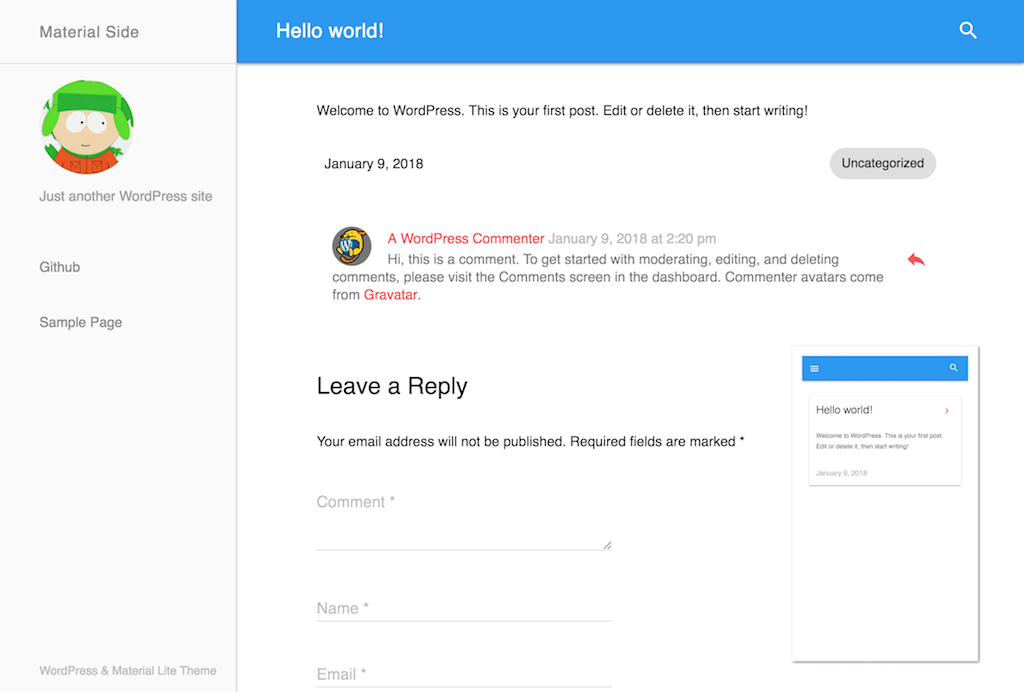 Material Side
Hello world!
Just another WordPress site
Github
Sample Page
WordPress & Material Lite Theme
Welcome to WordPress. This is your first post. Edit or delete it, then start writing!
January 9, 2018
Uncategorized
A WordPress Commenter January 9, 2018 at 2:20 pm
Hi, this is a comment. To get started with moderating, editing, and deleting
comments, please visit the Comments screen in the dashboard. Commenter avatars come
from Gravatar.
Leave a Reply
Your email address will not be published. Required fields are marked *
Comment *
Name *
Email *
Hello world!
Welcome to WordPress. This is your first post.
Edit or delete it, then start writing!
January 9, 2018